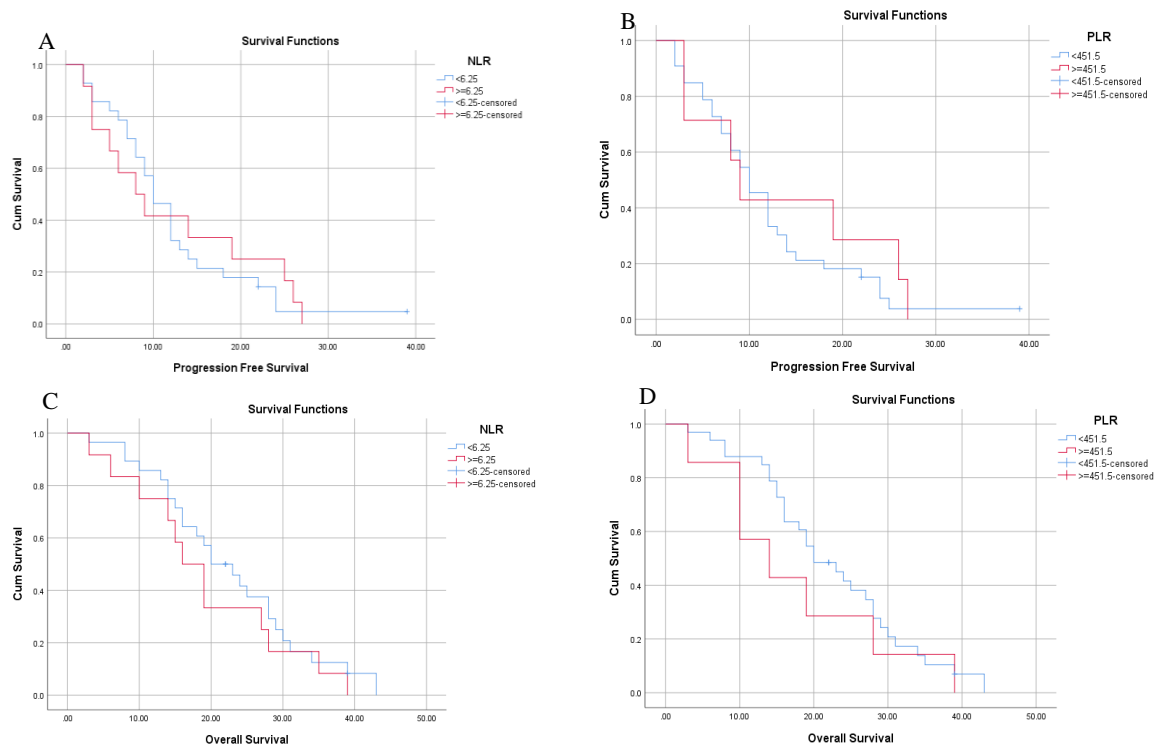 A
Survival Functions
NLR
<6.25
>=6.25
<6.25-censored
>=6.25-censored
Cum Survival
1.0
0.8
0.6
0.4
0.2
0.0
.00 10.00 20.00 30.00 40.00
Progression Free Survival
B
Survival Functions
PLR
<451.5
>=451.5
<451.5-censored
>=451.5-censored
Cum Survival
1.0
0.8
0.6
0.4
0.2
0.0
.00 10.00 20.00 30.00 40.00
Progression Free Survival
C
Survival Functions
NLR
<6.25
>=6.25
<6.25-censored
>=6.25-censored
Cum Survival
1.0
0.8
0.6
0.4
0.2
0.0
.00 10.00 20.00 30.00 40.00 50.00
Overall Survival
D
Survival Functions
PLR
<451.5
>=451.5
<451.5-censored
>=451.5-censored
Cum Survival
1.0
0.8
0.6
0.4
0.2
0.0
.00 10.00 20.00 30.00 40.00 50.00
Overall Survival